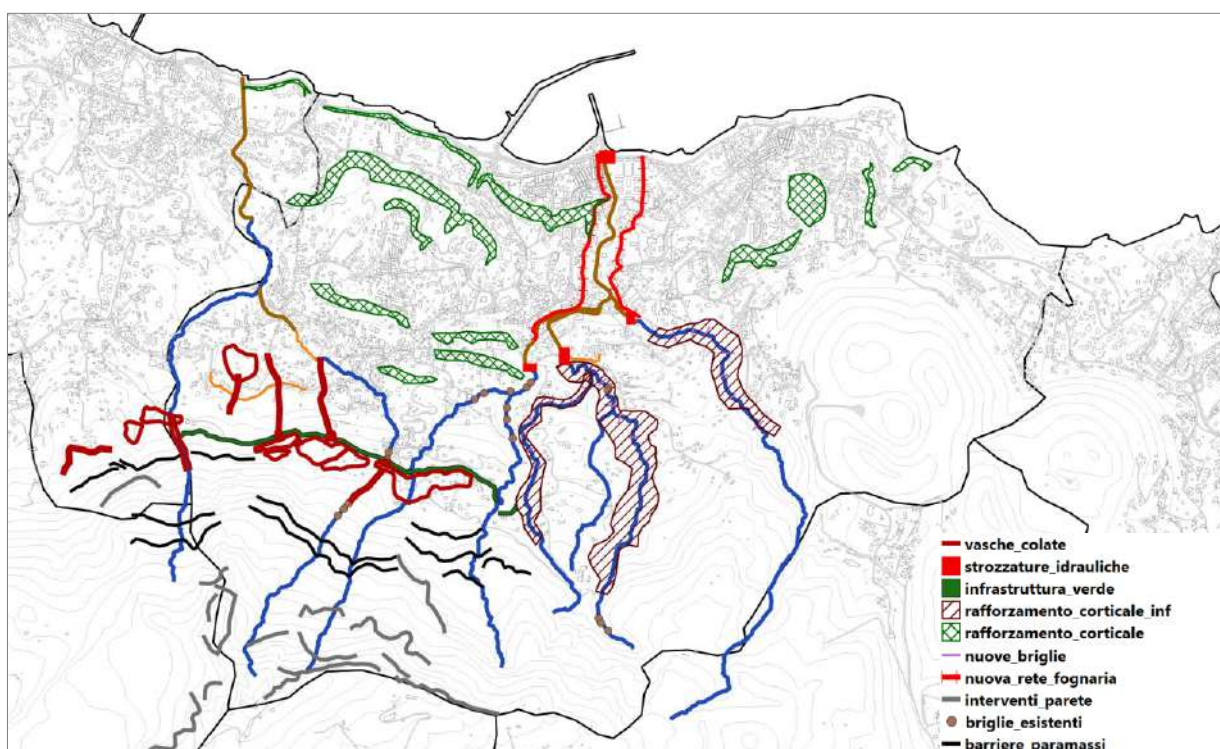 vasche_colate
strozzature_idrauliche
infrastruttura_verde
rafforzamento_corticale_inf
rafforzamento_corticale
nuove_briglie
nuova_rete_fognaria
interventi_parete
briglie_esistenti
barriere_paramassi